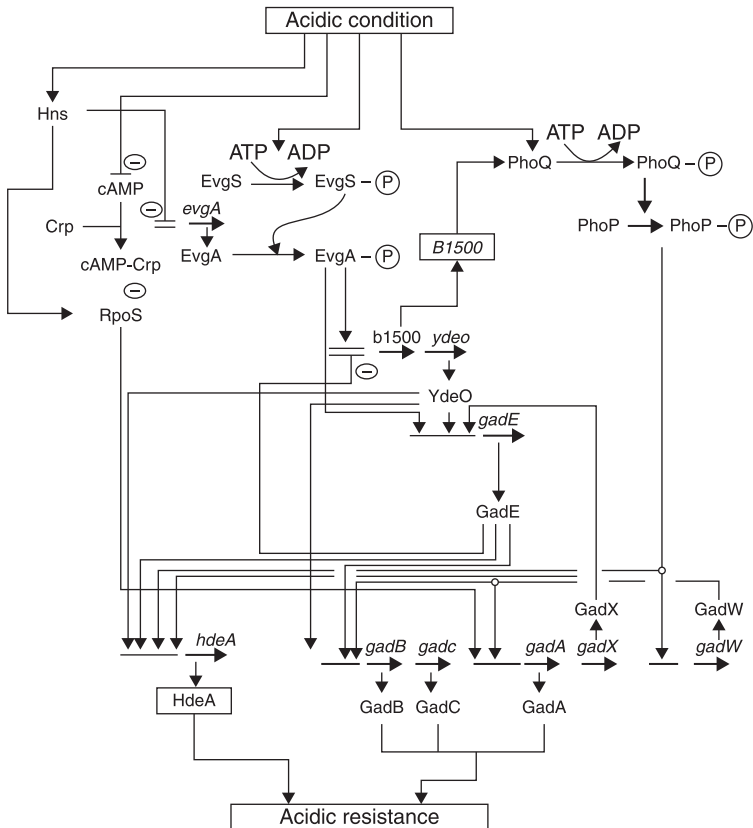 Acidic condition
Hns
ATP ADP
ATP ADP
cAMP
EvgS EvgS – P
PhoQ PhoQ – P
evgA
Crp
PhoP PhoP – P
EvgA EvgA – P
B1500
cAMP-Crp
RpoS
b1500 ydeo
YdeO
gadE
GadE
GadX GadW
hdeA gadB gadc gadA gadX gadW
HdeA GadB GadC GadA
Acidic resistance